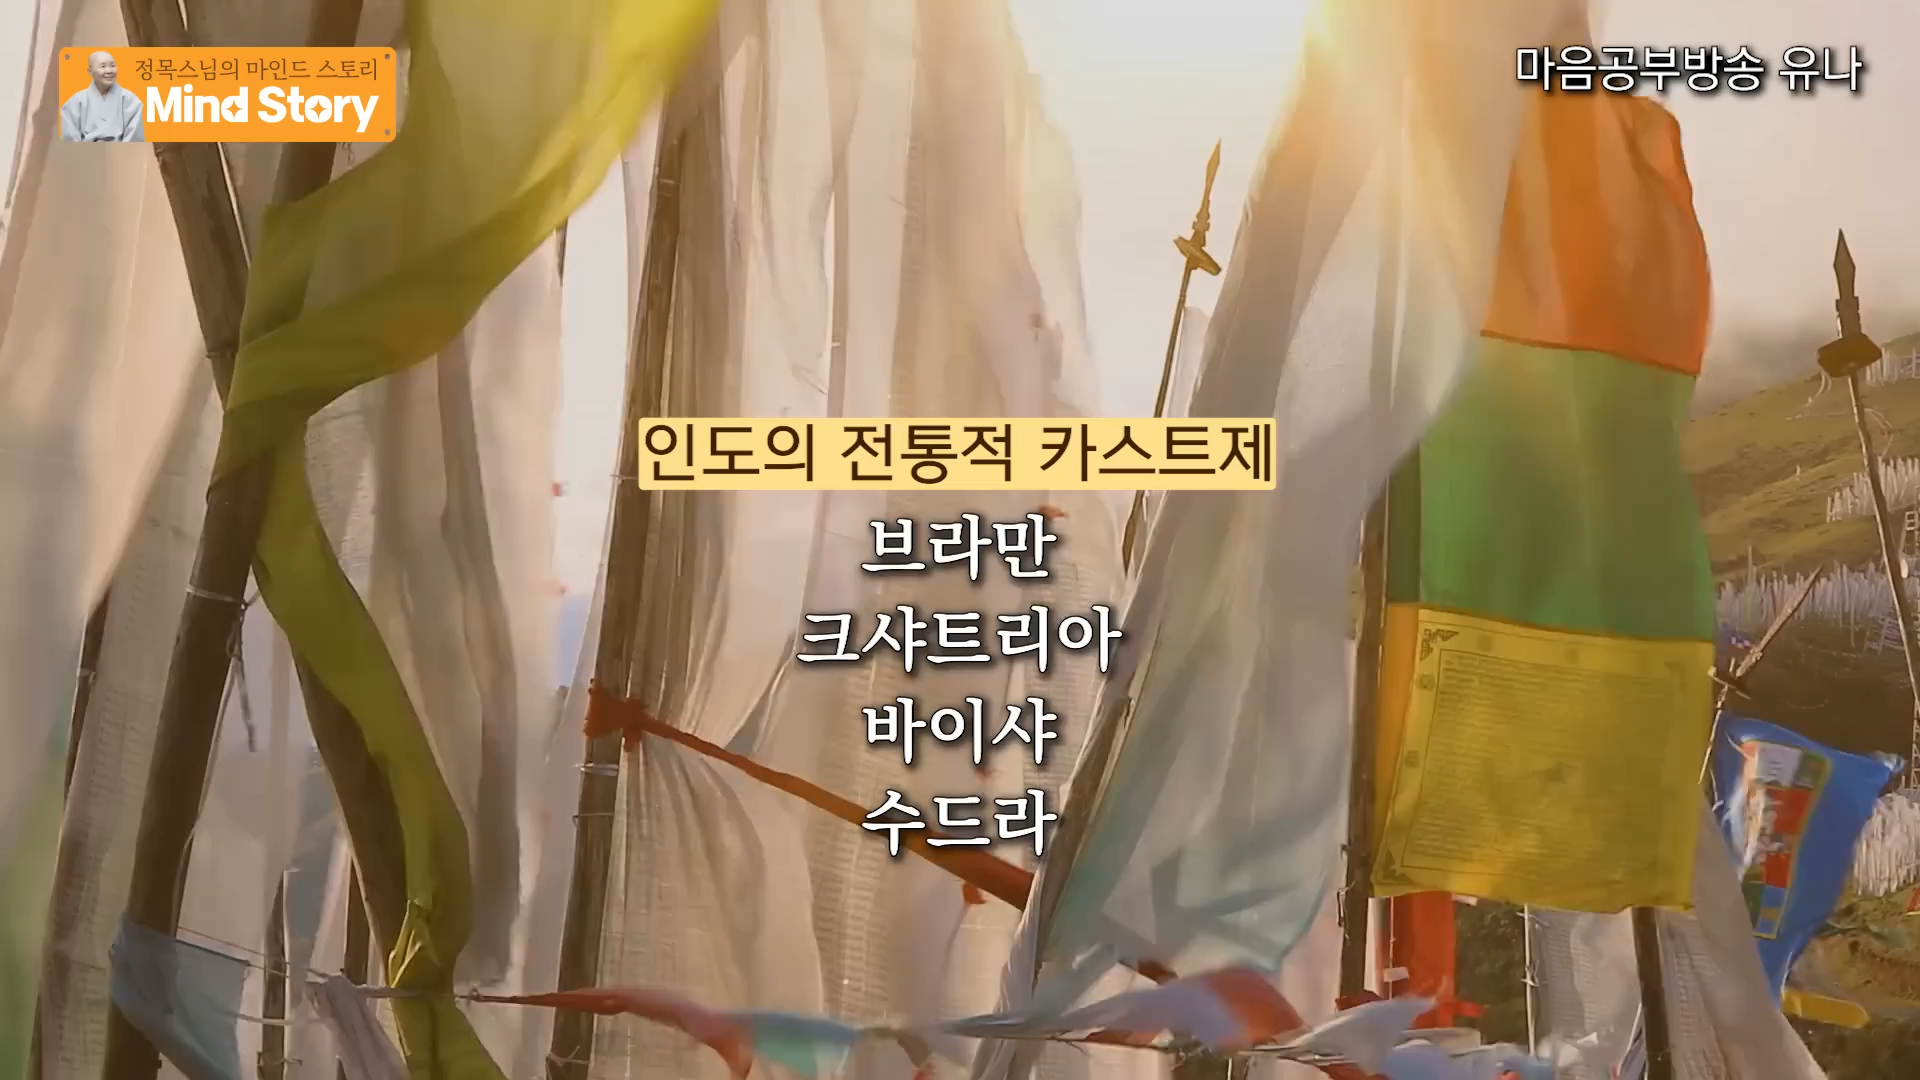 정목스님의 마인드 스토리
Mind Story
마음공부방송 유나
인도의 전통적 카스트제
브라만
크샤트리아
바이샤
수드라